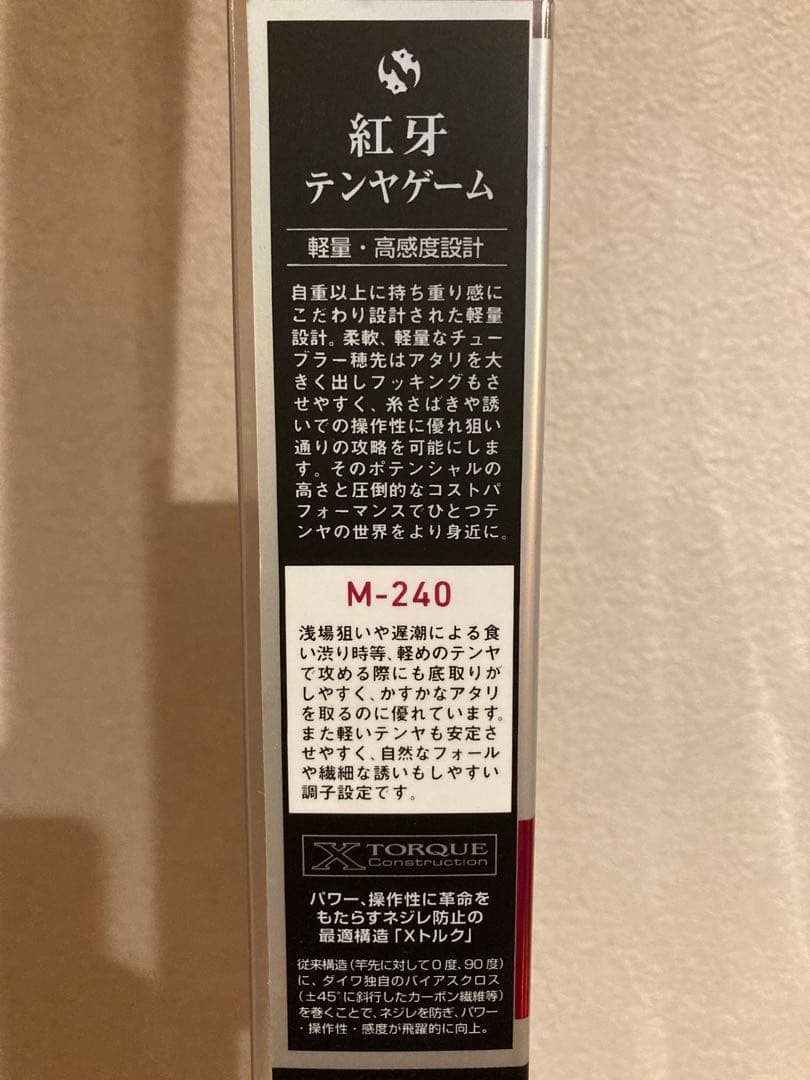 紅牙
テンヤゲーム
軽量・高感度設計
自重以上に持ち重り感に
こだわり設計された軽量
設計。柔軟、軽量なチュー
ブラー穂先はアタリを大
きく出しフッキングもさ
せやすく、糸さばきや誘
いでの操作性に優れ狙い
通りの攻略を可能にしま
す。そのポテンシャルの
高さと圧倒的なコストパ
フォーマンスでひとつテ
ンヤの世界をより身近に。
M-240
浅場狙いや遅潮による食
い渋り時等、軽めのテンヤ
で攻める際にも底取りが
しやすく、かすかなアタリ
を取るのに優れています。
また軽いテンヤも安定さ
せやすく、自然なフォール
や繊細な誘いもしやすい
調子設定です。
X TORQUE
Construction
パワー、操作性に革命を
もたらすネジレ防止の
最適構造「Xトルク」
従来構造(竿先に対して0度、90度)
に、ダイワ独自のバイアスクロス
(±45°に斜行したカーボン繊維等)
を巻くことで、ネジレを防ぎ、パワー
・操作性・感度が飛躍的に向上。